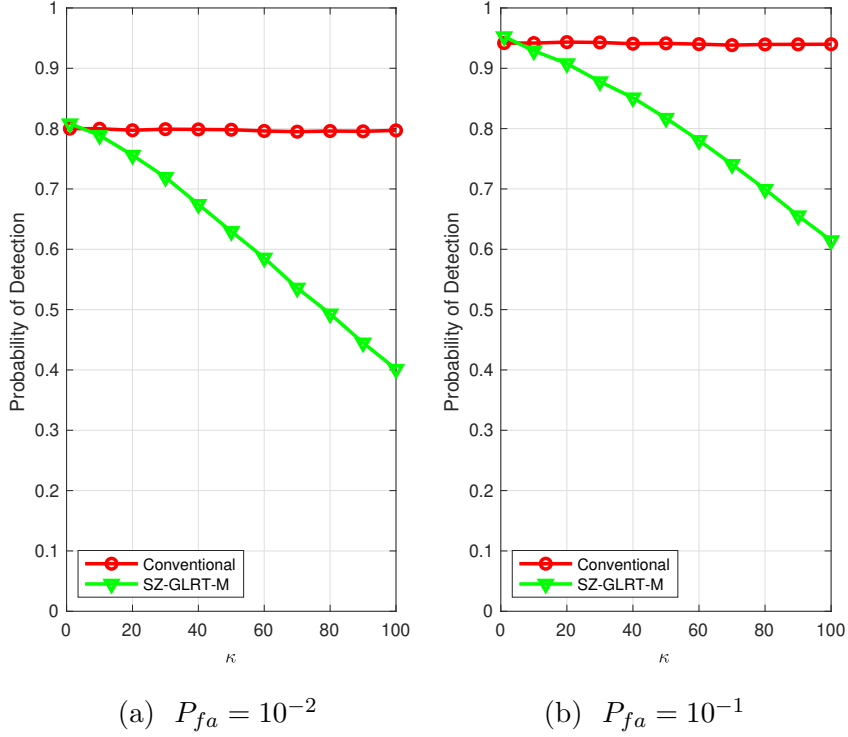 1
0.9
0.8
0.7
0.6
0.5
0.4
0.3
0.2
0.1
0
Probability of Detection
Conventional
SZ-GLRT-M
0 20 40 60 80 100
κ
(a) P_{fa} = 10^{-2}
1
0.9
0.8
0.7
0.6
0.5
0.4
0.3
0.2
0.1
0
Probability of Detection
Conventional
SZ-GLRT-M
0 20 40 60 80 100
κ
(b) P_{fa} = 10^{-1}